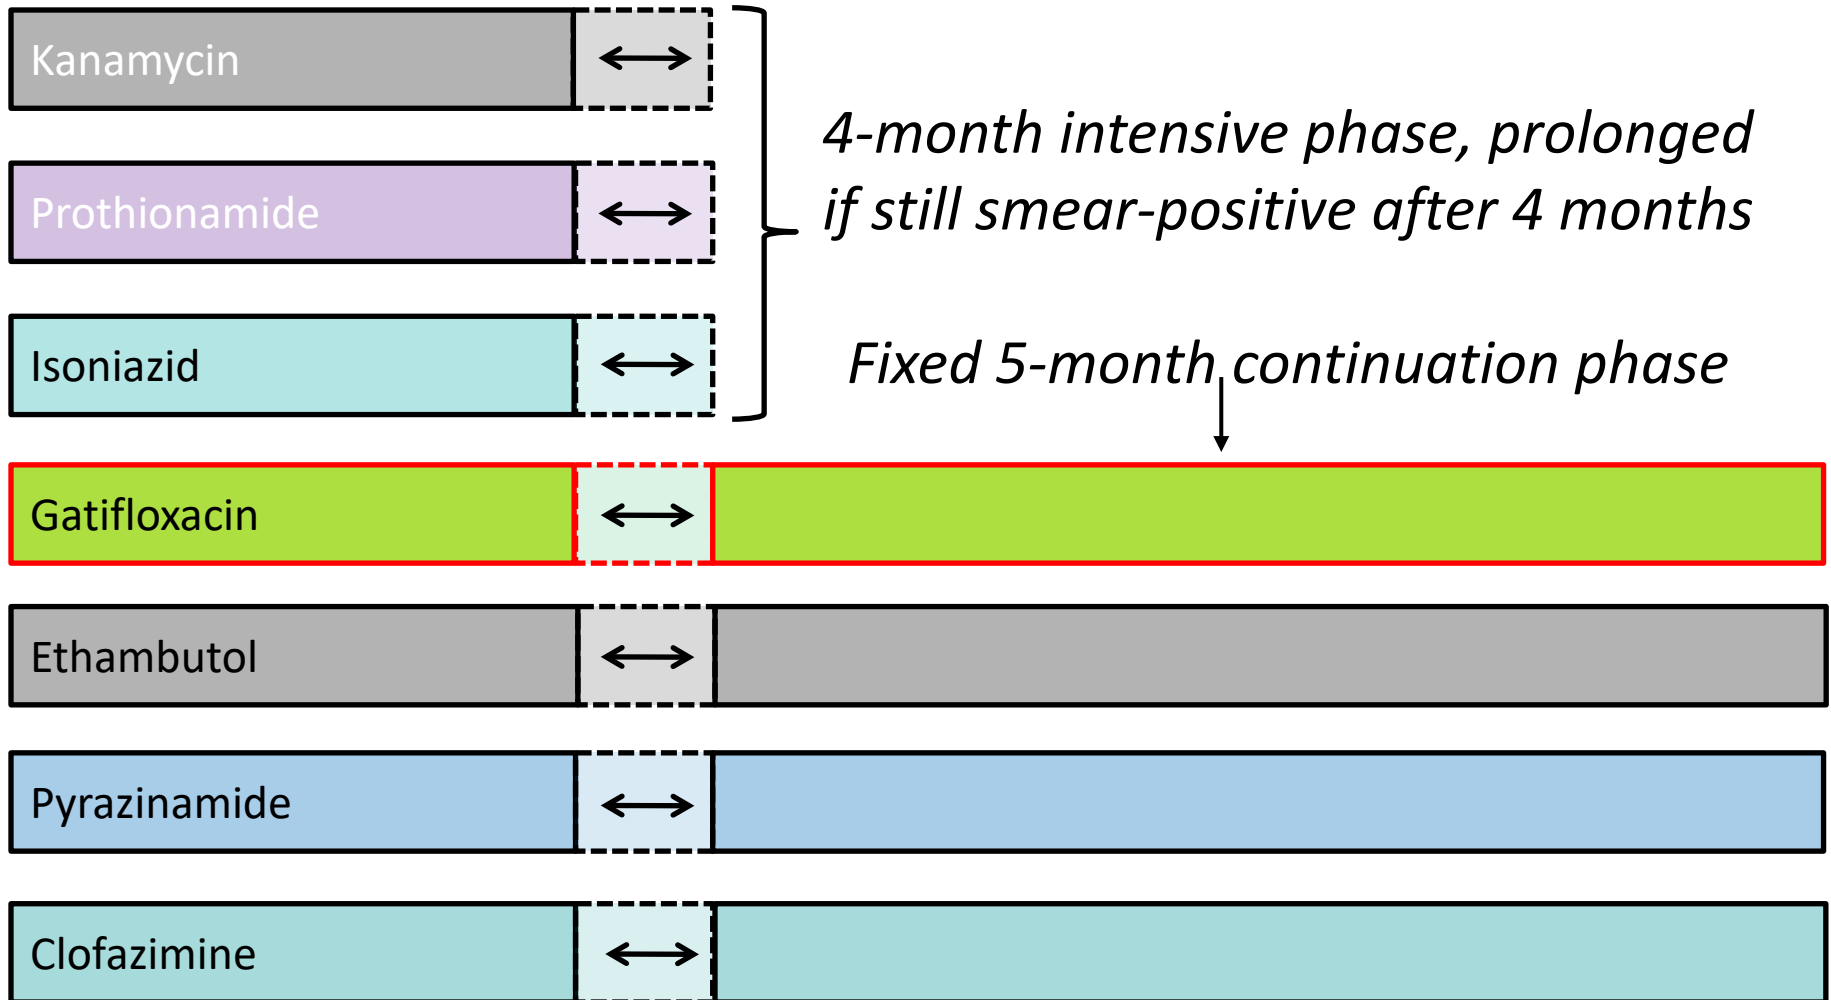 Kanamycin
4-month intensive phase, prolonged
if still smear-positive after 4 months
Prothionamide
Isoniazid
Fixed 5-month continuation phase
Gatifloxacin
Ethambutol
Pyrazinamide
Clofazimine